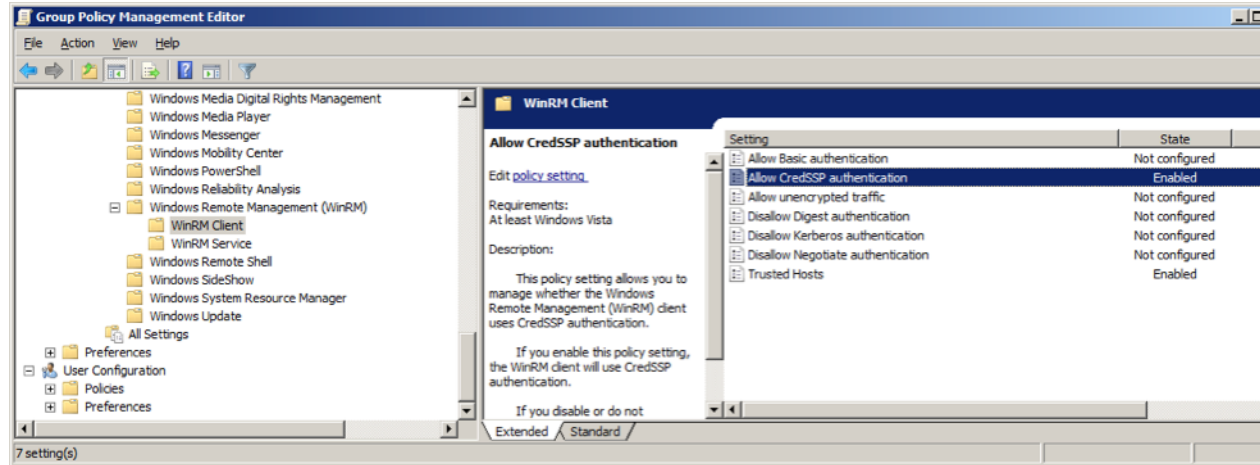 Group Policy Management Editor
File Action View Help
Windows Media Digital Rights Management
Windows Media Player
Windows Messenger
Windows Mobility Center
Windows PowerShell
Windows Reliability Analysis
Windows Remote Management (WinRM)
WinRM Client
WinRM Service
Windows Remote Shell
Windows SideShow
Windows System Resource Manager
Windows Update
All Settings
Preferences
User Configuration
Policies
Preferences
WinRM Client
Allow CredSSP authentication
Edit policy setting
Requirements:
At least Windows Vista
Description:
This policy setting allows you to
manage whether the Windows
Remote Management (WinRM) client
uses CredSSP authentication.
If you enable this policy setting,
the WinRM client will use CredSSP
authentication.
If you disable or do not
Setting State
Allow Basic authentication Not configured
Allow CredSSP authentication Enabled
Allow unencrypted traffic Not configured
Disallow Digest authentication Not configured
Disallow Kerberos authentication Not configured
Disallow Negotiate authentication Not configured
Trusted Hosts Enabled
Extended Standard
7 setting(s)